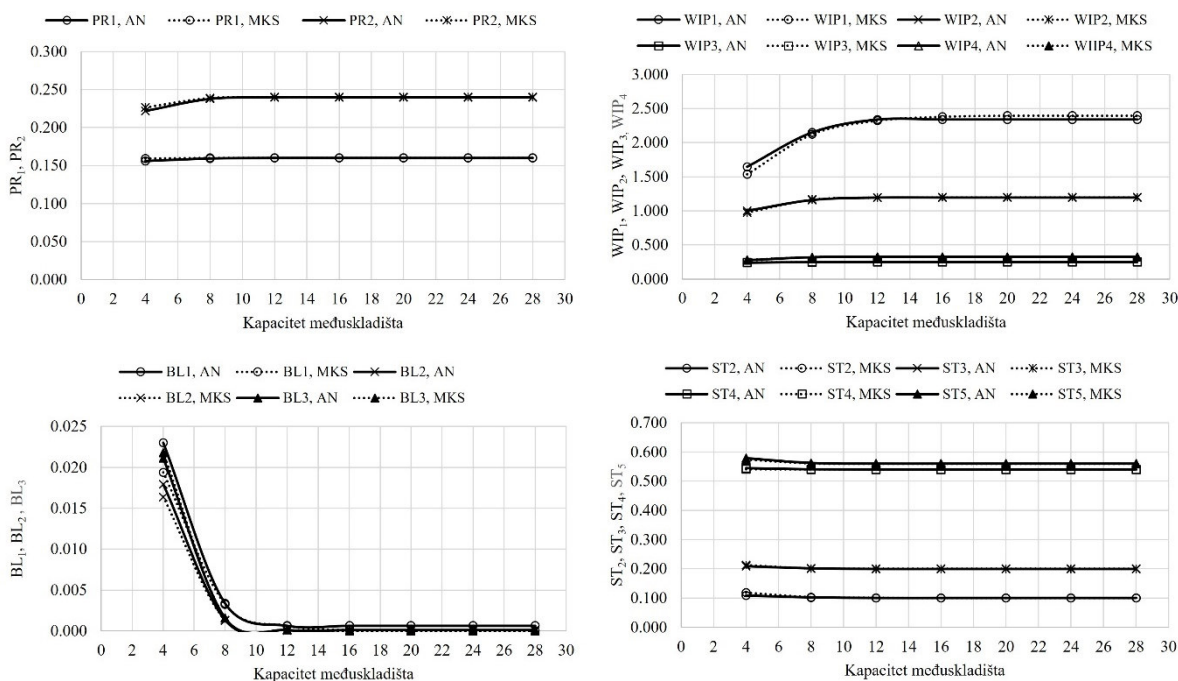 PR1, AN PR1, MKS PR2, AN PR2, MKS
0.300
0.250
0.200
0.150
0.100
0.050
0.000
PR₁, PR₂
0 2 4 6 8 10 12 14 16 18 20 22 24 26 28 30
Kapacitet međuskladišta
WIP1, AN WIP1, MKS WIP2, AN WIP2, MKS
WIP3, AN WIP3, MKS WIP4, AN WIIP4, MKS
3.000
2.500
2.000
1.500
1.000
0.500
0.000
WIP₁, WIP₂, WIP₃, WIP₄
0 2 4 6 8 10 12 14 16 18 20 22 24 26 28 30
Kapacitet međuskladišta
BL1, AN BL1, MKS BL2, AN
BL2, MKS BL3, AN BL3, MKS
0.025
0.020
0.015
0.010
0.005
0.000
BL₁, BL₂ , BL₃
0 2 4 6 8 10 12 14 16 18 20 22 24 26 28 30
Kapacitet međuskladišta
ST2, AN ST2, MKS ST3, AN ST3, MKS
ST4, AN ST4, MKS ST5, AN ST5, MKS
0.700
0.600
0.500
0.400
0.300
0.200
0.100
0.000
ST₂, ST₃, ST₄, ST₅
0 2 4 6 8 10 12 14 16 18 20 22 24 26 28 30
Kapacitet međuskladišta